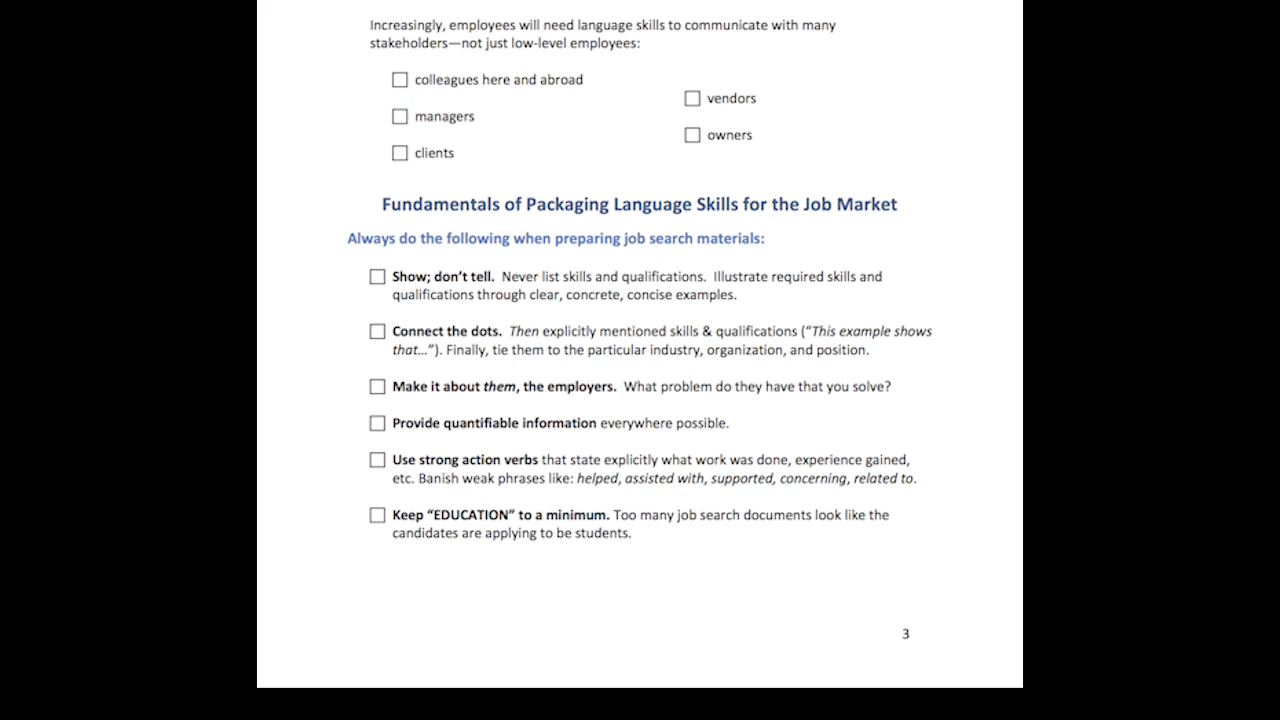 Increasingly, employees will need language skills to communicate with many
stakeholders—not just low-level employees:
colleagues here and abroad
managers
clients
vendors
owners
Fundamentals of Packaging Language Skills for the Job Market
Always do the following when preparing job search materials:
Show; don’t tell. Never list skills and qualifications. Illustrate required skills and
qualifications through clear, concrete, concise examples.
Connect the dots. Then explicitly mentioned skills & qualifications (“This example shows
that…”). Finally, tie them to the particular industry, organization, and position.
Make it about them, the employers. What problem do they have that you solve?
Provide quantifiable information everywhere possible.
Use strong action verbs that state explicitly what work was done, experience gained,
etc. Banish weak phrases like: helped, assisted with, supported, concerning, related to.
Keep “EDUCATION” to a minimum. Too many job search documents look like the
candidates are applying to be students.
3